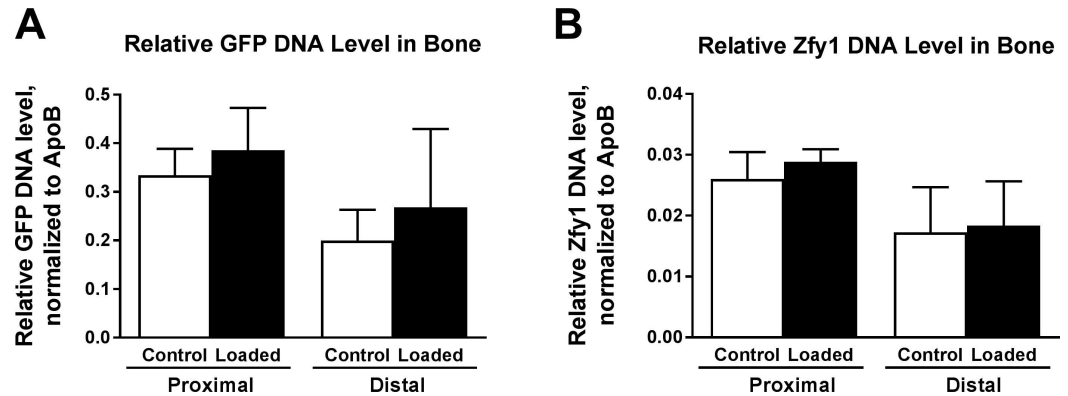 A
Relative GFP DNA Level in Bone
Relative GFP DNA level,
normalized to ApoB
0.5
0.4
0.3
0.2
0.1
0.0
Control Loaded Control Loaded
Proximal Distal
B
Relative Zfy1 DNA Level in Bone
Relative Zfy1 DNA level,
normalized to ApoB
0.04
0.03
0.02
0.01
0.00
Control Loaded Control Loaded
Proximal Distal